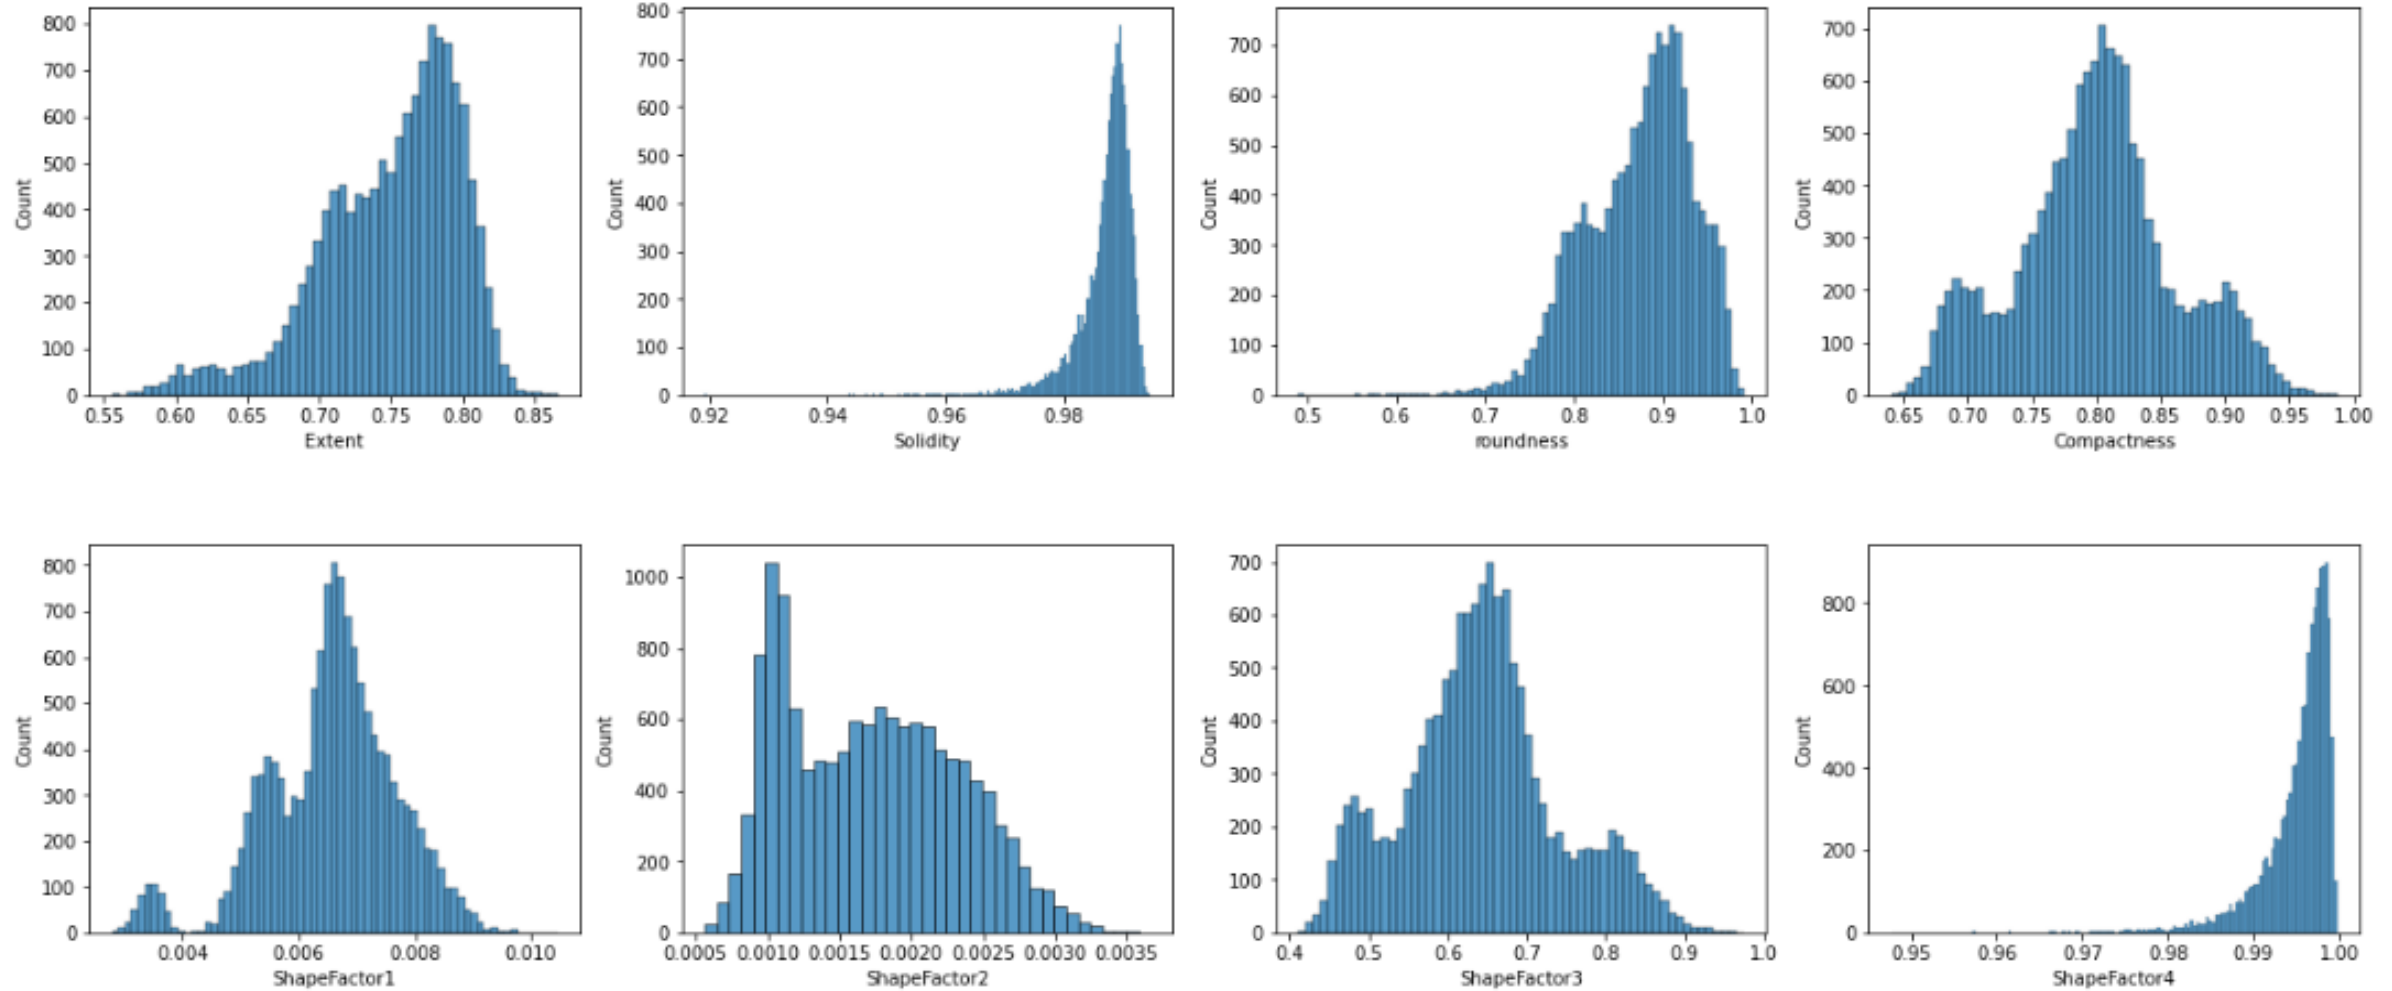 800
700
600
500
400
300
200
100
0
Count
0.55 0.60 0.65 0.70 0.75 0.80 0.85
Extent
800
700
600
500
400
300
200
100
0
Count
0.92 0.94 0.96 0.98
Solidity
700
600
500
400
300
200
100
0
Count
0.5 0.6 0.7 0.8 0.9 1.0
roundness
700
600
500
400
300
200
100
0
Count
0.65 0.70 0.75 0.80 0.85 0.90 0.95 1.00
Compactness
800
700
600
500
400
300
200
100
0
Count
0.004 0.006 0.008 0.010
ShapeFactor1
1000
800
600
400
200
0
Count
0.0005 0.0010 0.0015 0.0020 0.0025 0.0030 0.0035
ShapeFactor2
700
600
500
400
300
200
100
0
Count
0.4 0.5 0.6 0.7 0.8 0.9 1.0
ShapeFactor3
800
600
400
200
0
Count
0.95 0.96 0.97 0.98 0.99 1.00
ShapeFactor4